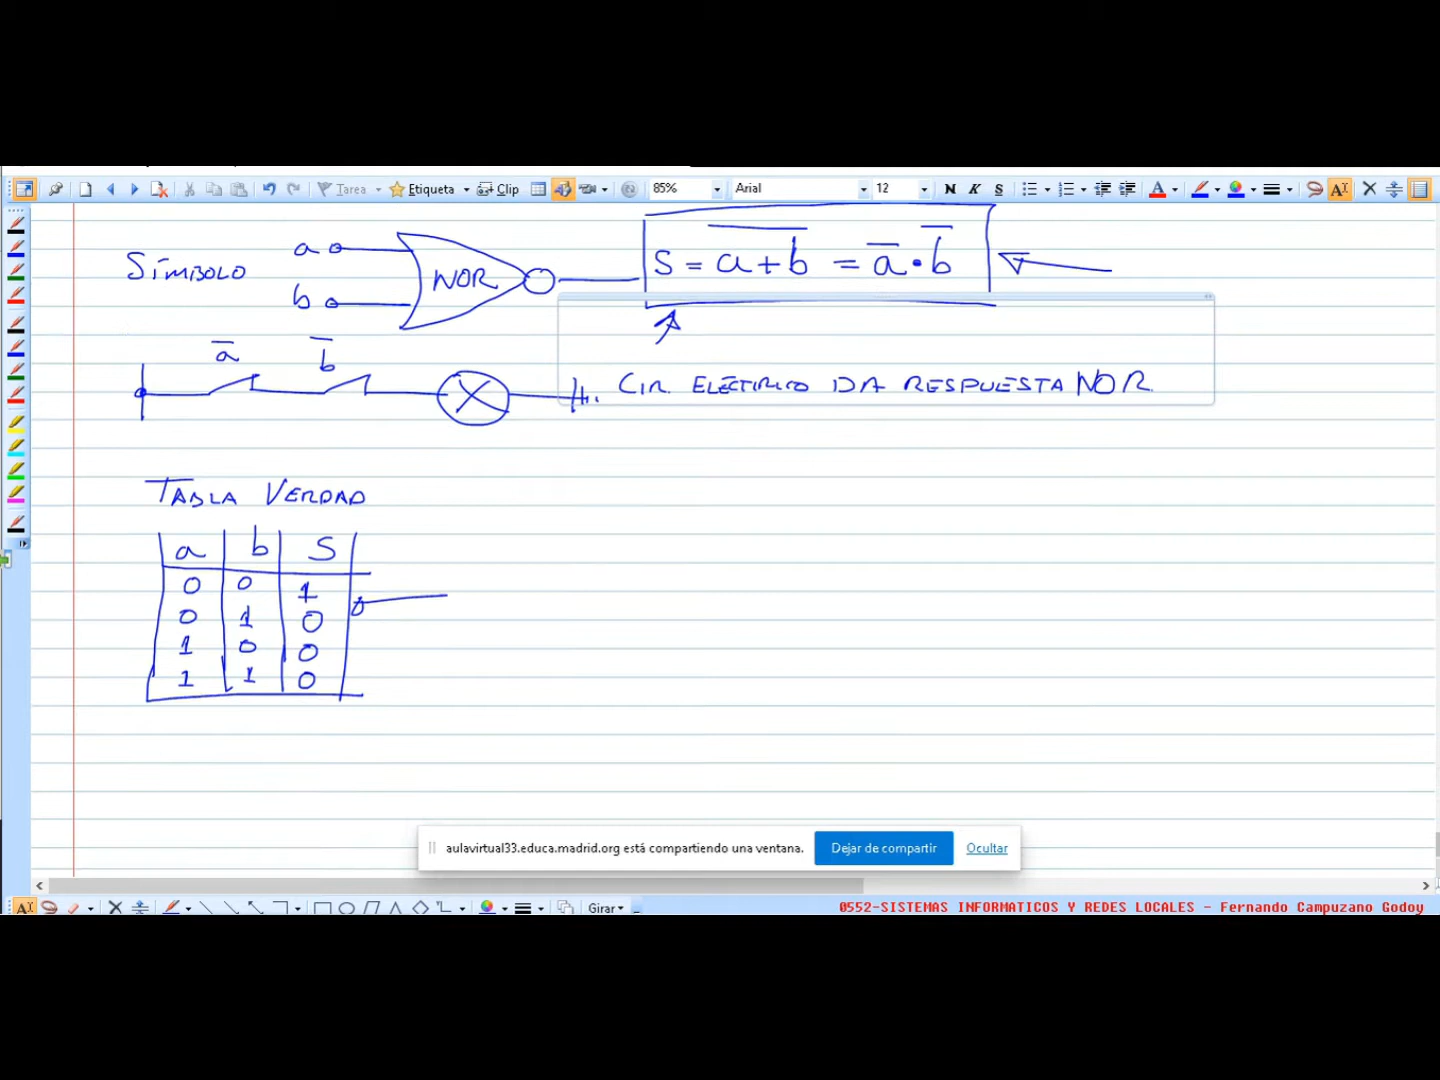 Tarea Etiqueta Clip 85% Arial 12 N K S A
a
SÍMBOLO NOR S = a+b = a • b
b
a b
CIR ELÉCTIRICO DA RESPUESTA NOR
TABLA VERDAD
a b S
0 0 1
0 1 0
1 0 0
1 1 0
aulavirtual33.educa.madrid.org está compartiendo una ventana. Dejar de compartir Ocultar
Girar
0552-SISTEMAS INFORMATICOS Y REDES LOCALES - Fernando Campuzano Godoy